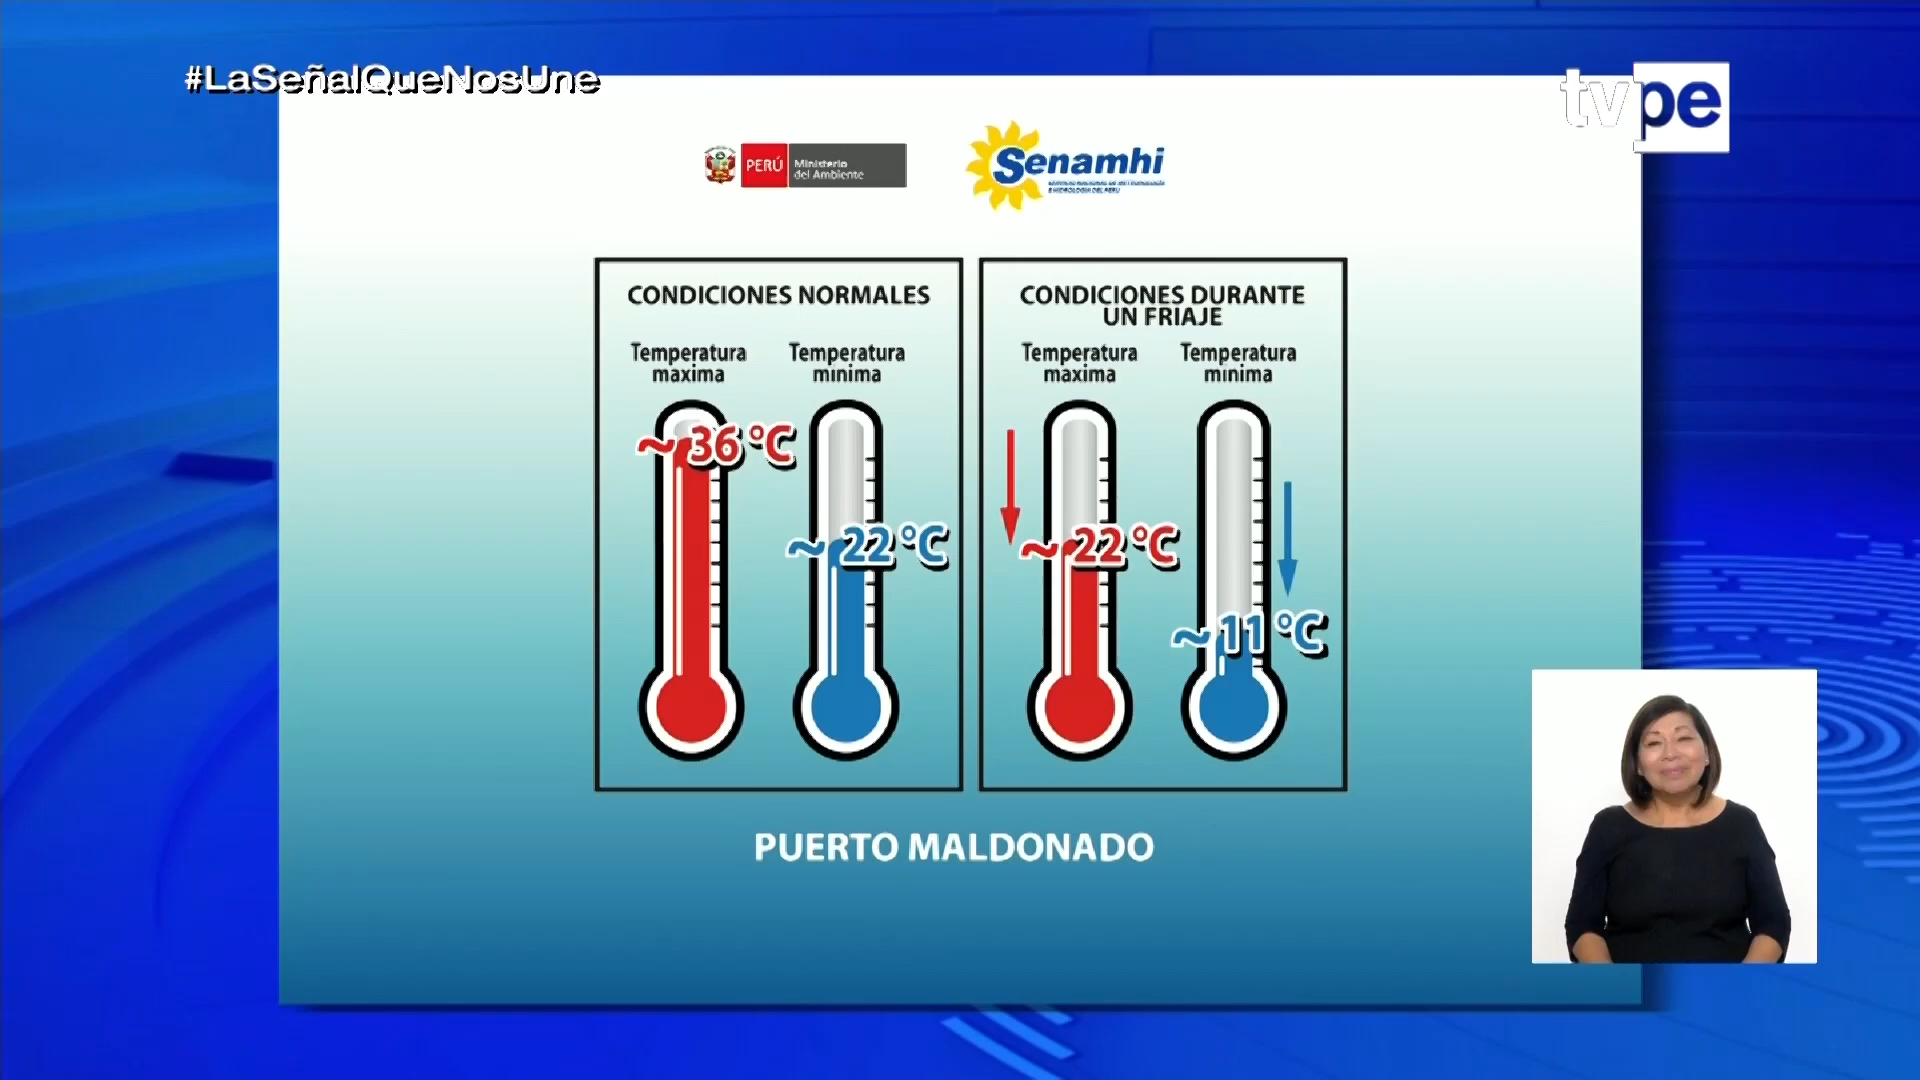 #LaSeñalQueNosUne
tvpe
PERÚ
Ministerio
del Ambiente
Senamhi
CONDICIONES NORMALES
Temperatura
maxima
Temperatura
minima
~ 36 °C
~ 22 °C
CONDICIONES DURANTE
UN FRIAJE
Temperatura
maxima
Temperatura
minima
~ 22 °C
~ 11 °C
PUERTO MALDONADO